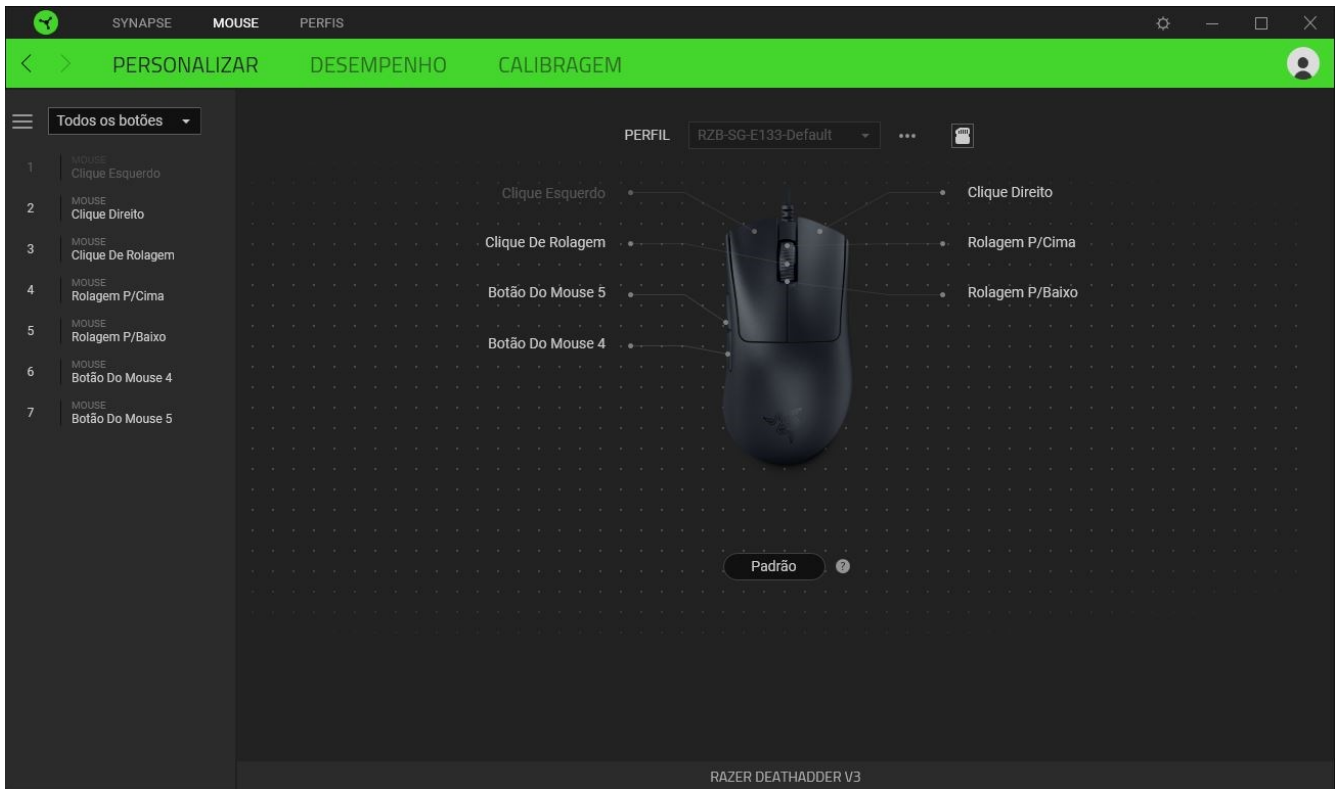 SYNAPSE MOUSE PERFIS
PERSONALIZAR DESEMPENHO CALIBRAGEM
Todos os botões
PERFIL RZB-SG-E133-Default
1 MOUSE
Clique Esquerdo
2 MOUSE
Clique Direito
3 MOUSE
Clique De Rolagem
4 MOUSE
Rolagem P/Cima
5 MOUSE
Rolagem P/Baixo
6 MOUSE
Botão Do Mouse 4
7 MOUSE
Botão Do Mouse 5
Clique Esquerdo
Clique De Rolagem
Botão Do Mouse 5
Botão Do Mouse 4
Clique Direito
Rolagem P/Cima
Rolagem P/Baixo
Padrão ?
RAZER DEATHADDER V3